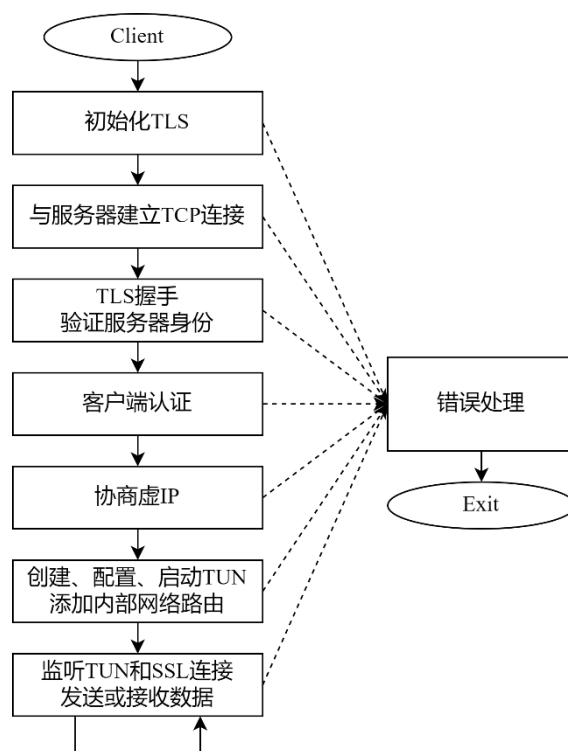 Client
初始化TLS
与服务器建立TCP连接
TLS握手
验证服务器身份
客户端认证
协商虚IP
创建、配置、启动TUN
添加内部网络路由
监听TUN和SSL连接
发送或接收数据
错误处理
Exit